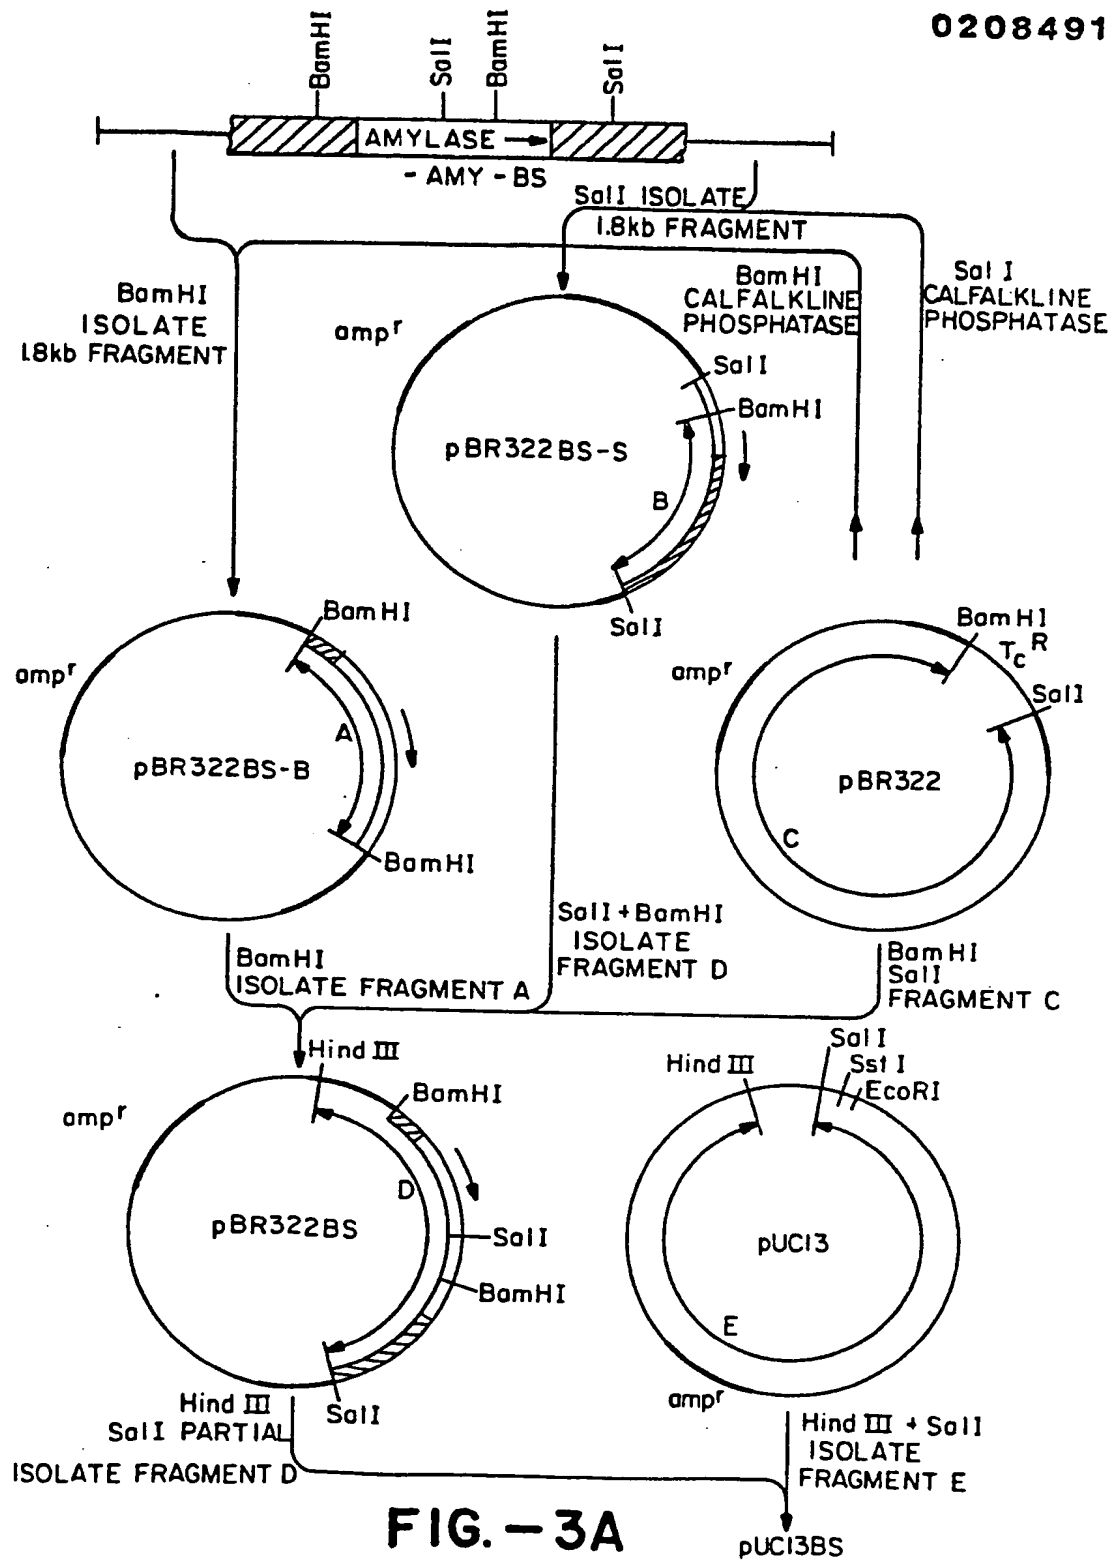 0208491
BamHI
SalI
BamHI
SalI
AMYLASE
- AMY - BS
SalI ISOLATE
1.8kb FRAGMENT
BamHI
ISOLATE
1.8kb FRAGMENT
BamHI
CALFALKLINE
PHOSPHATASE
Sal I
CALFALKLINE
PHOSPHATASE
ampr
SalI
BamHI
pBR322BS-S
B
SalI
BamHI
ampr
A
pBR322BS-B
BamHI
BamHI
TcR
ampr
SalI
pBR322
C
SalI + BamHI
ISOLATE
FRAGMENT D
BamHI
ISOLATE FRAGMENT A
BamHI
SalI
FRAGMENT C
Hind III
BamHI
ampr
D
pBR322BS
SalI
BamHI
SalI
Hind III
SalI
SstI
EcoRI
pUC13
E
ampr
Hind III
SalI PARTIAL
ISOLATE FRAGMENT D
Hind III + SalI
ISOLATE
FRAGMENT E
pUC13BS
FIG. - 3A